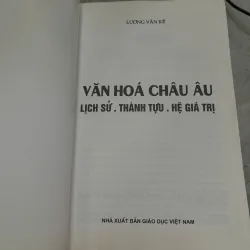 LƯƠNG VĂN KẾ
VĂN HOÁ CHÂU ÂU
LỊCH SỬ . THÀNH TỰU . HỆ GIÁ TRỊ
NHÀ XUẤT BẢN GIÁO DỤC VIỆT NAM